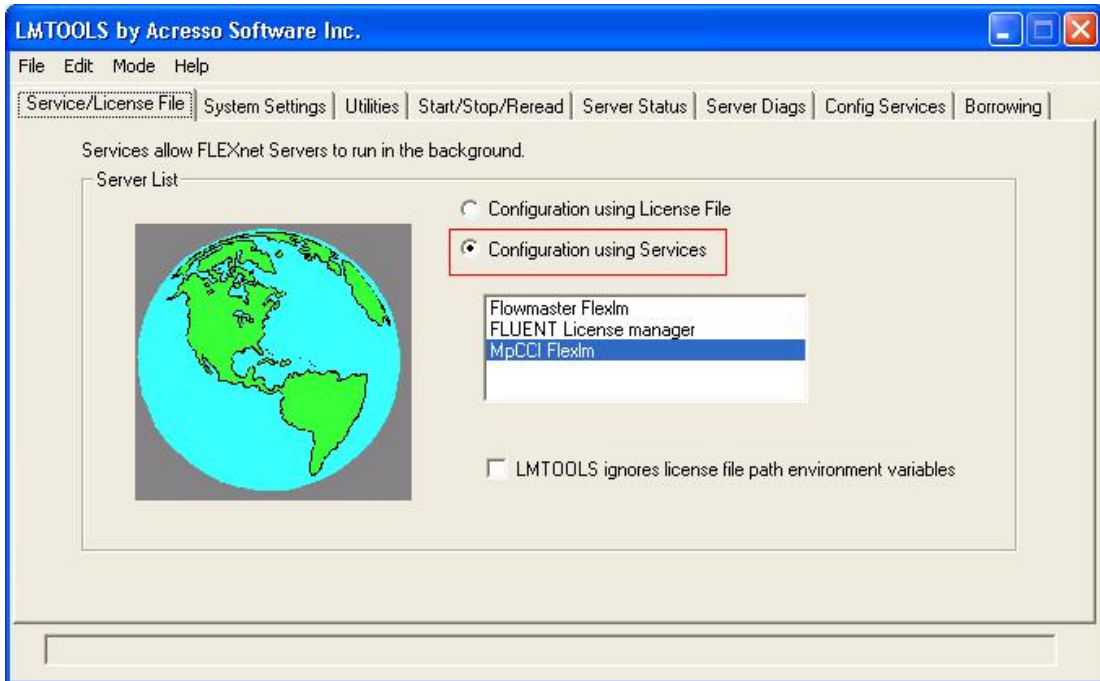 LMTOOLS by Acresso Software Inc.
File Edit Mode Help
Service/License File System Settings Utilities Start/Stop/Reread Server Status Server Diags Config Services Borrowing
Services allow FLEXnet Servers to run in the background.
Server List
Configuration using License File
Configuration using Services
Flowmaster Flexlm
FLUENT License manager
MpCCI Flexlm
LMTOOLS ignores license file path environment variables